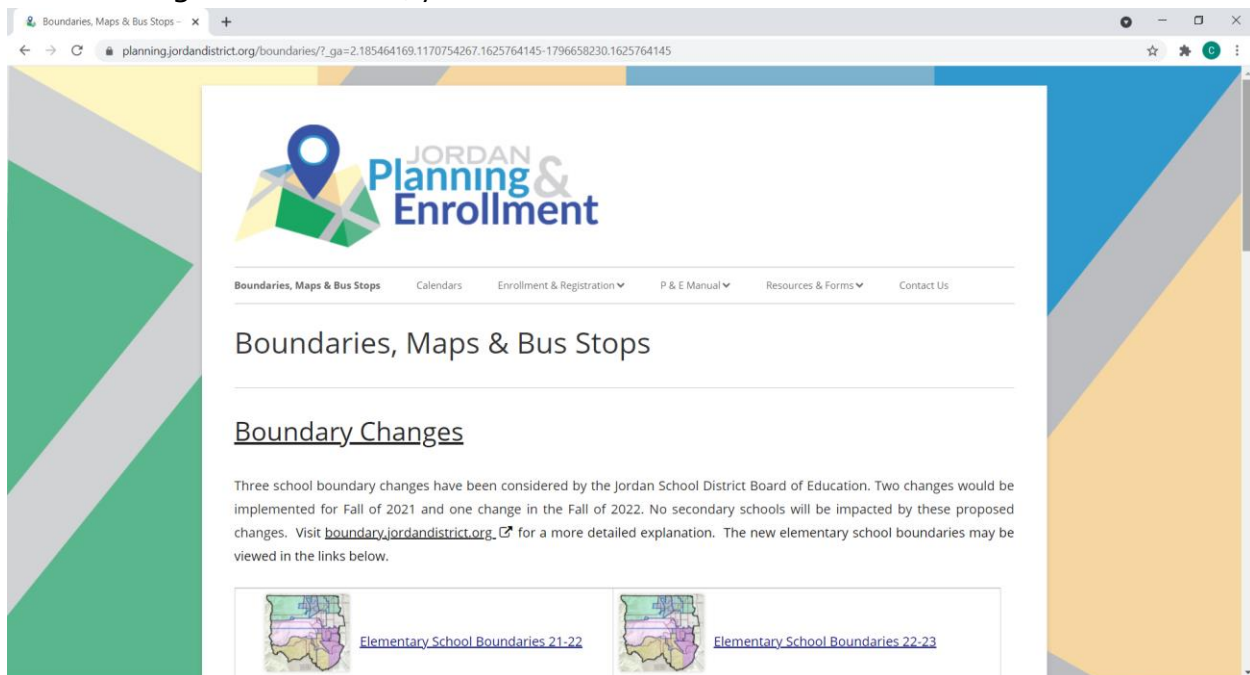 Boundaries, Maps & Bus Stops –
planning.jordandistrict.org/boundaries/?_ga=2.185464169.1170754267.1625764145-1796658230.1625764145
C
JORDAN
Planning &
Enrollment
Boundaries, Maps & Bus Stops Calendars Enrollment & Registration P & E Manual Resources & Forms Contact Us
Boundaries, Maps & Bus Stops
Boundary Changes
Three school boundary changes have been considered by the Jordan School District Board of Education. Two changes would be
implemented for Fall of 2021 and one change in the Fall of 2022. No secondary schools will be impacted by these proposed
changes. Visit boundary.jordandistrict.org for a more detailed explanation. The new elementary school boundaries may be
viewed in the links below.
Elementary School Boundaries 21-22 Elementary School Boundaries 22-23